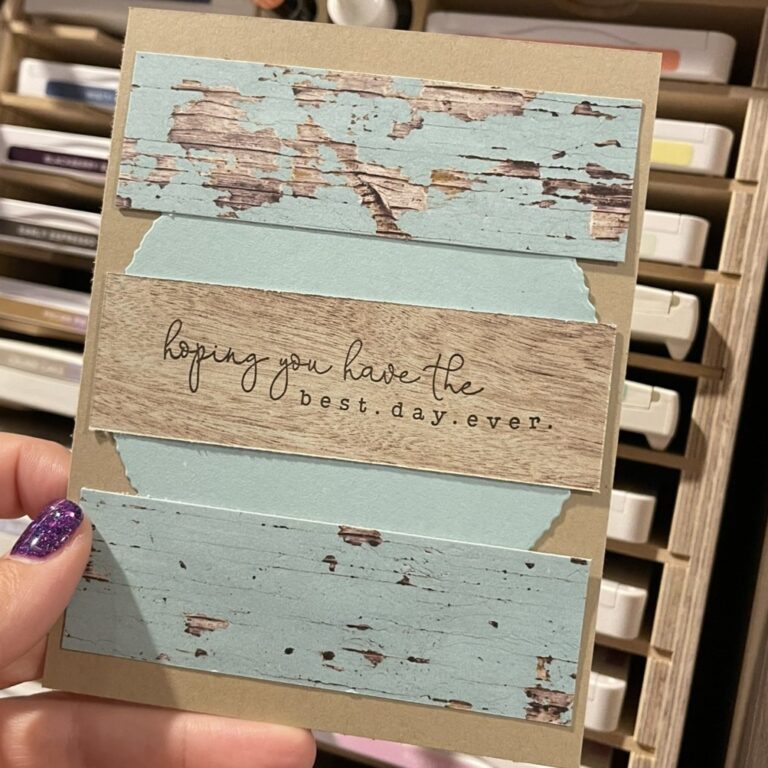 hoping you have the
best.day.ever.